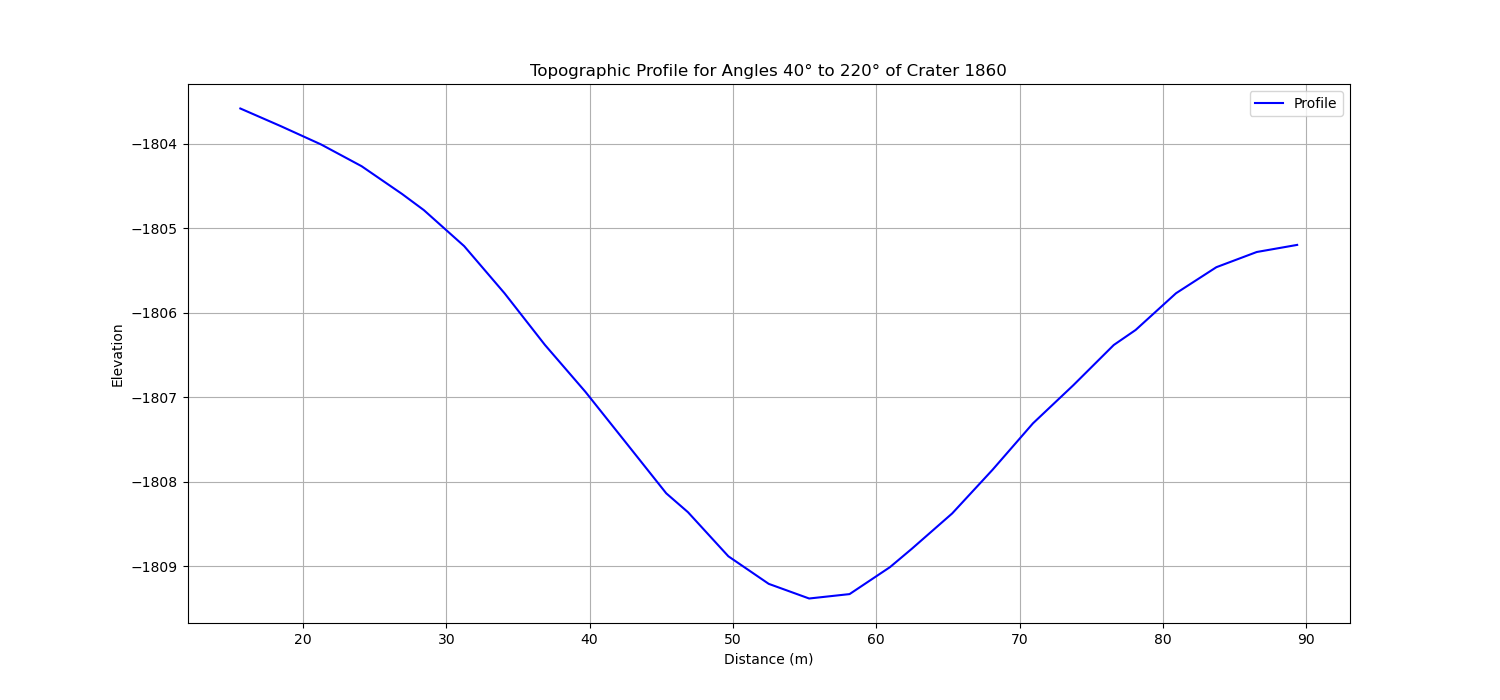 Topographic Profile for Angles 40° to 220° of Crater 1860
Profile
−1804
−1805
−1806
−1807
−1808
−1809
Elevation
20 30 40 50 60 70 80 90
Distance (m)